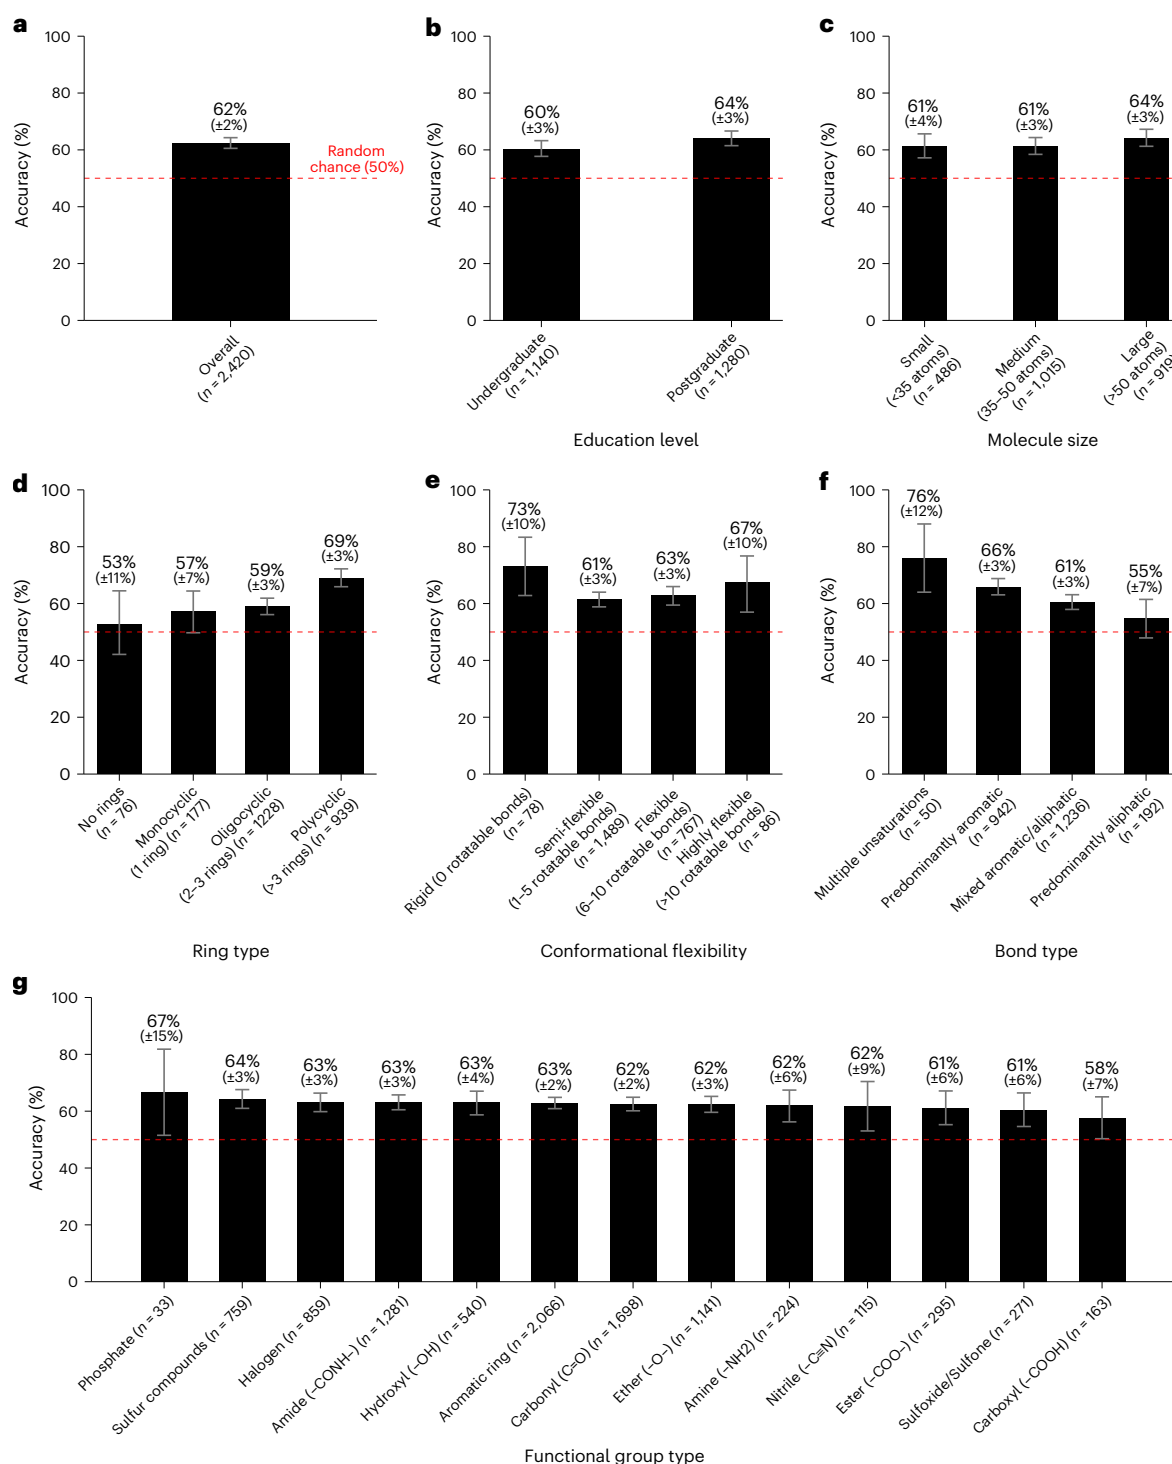 a
100
80
60
40
20
0
Accuracy (%)
62%
(±2%)
Random
chance (50%)
Overall
(n = 2,420)
b
100
80
60
40
20
0
Accuracy (%)
60%
(±3%)
64%
(±3%)
Undergraduate
(n = 1,140)
Postgraduate
(n = 1,280)
Education level
c
100
80
60
40
20
0
Accuracy (%)
61%
(±4%)
61%
(±3%)
64%
(±3%)
Small
(<35 atoms)
(n = 486)
Medium
(35–50 atoms)
(n = 1,015)
Large
(>50 atoms)
(n = 919)
Molecule size
d
100
80
60
40
20
0
Accuracy (%)
53%
(±11%)
57%
(±7%)
59%
(±3%)
69%
(±3%)
No rings
(n = 76)
Monocyclic
(1 ring) (n = 177)
Oligocyclic
(2–3 rings) (n = 1228)
Polycyclic
(>3 rings) (n = 939)
Ring type
e
100
80
60
40
20
0
Accuracy (%)
73%
(±10%)
61%
(±3%)
63%
(±3%)
67%
(±10%)
Rigid (0 rotatable bonds)
(n = 78)
Semi-flexible
(1–5 rotatable bonds)
(n = 1,489)
Flexible
(6–10 rotatable bonds)
(n = 767)
Highly flexible
(>10 rotatable bonds)
(n = 86)
Conformational flexibility
f
100
80
60
40
20
0
Accuracy (%)
76%
(±12%)
66%
(±3%)
61%
(±3%)
55%
(±7%)
Multiple unsaturations
(n = 50)
Predominantly aromatic
(n = 942)
Mixed aromatic/aliphatic
(n = 1,236)
Predominantly aliphatic
(n = 192)
Bond type
g
100
80
60
40
20
0
Accuracy (%)
67%
(±15%)
64%
(±3%)
63%
(±3%)
63%
(±3%)
63%
(±4%)
63%
(±2%)
62%
(±2%)
62%
(±3%)
62%
(±6%)
62%
(±9%)
61%
(±6%)
61%
(±6%)
58%
(±7%)
Phosphate (n = 33)
Sulfur compounds (n = 759)
Halogen (n = 859)
Amide (–CONH–) (n = 1,281)
Hydroxyl (–OH) (n = 540)
Aromatic ring (n = 2,066)
Carbonyl (C=O) (n = 1,698)
Ether (–O–) (n = 1,141)
Amine (–NH2) (n = 224)
Nitrile (–C≡N) (n = 115)
Ester (–COO–) (n = 295)
Sulfoxide/Sulfone (n = 271)
Carboxyl (–COOH) (n = 163)
Functional group type